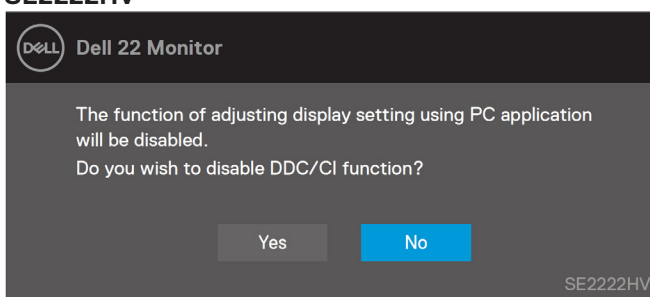 SE2222HV
DELL Dell 22 Monitor
The function of adjusting display setting using PC application
will be disabled.
Do you wish to disable DDC/CI function?
Yes No
SE2222HV